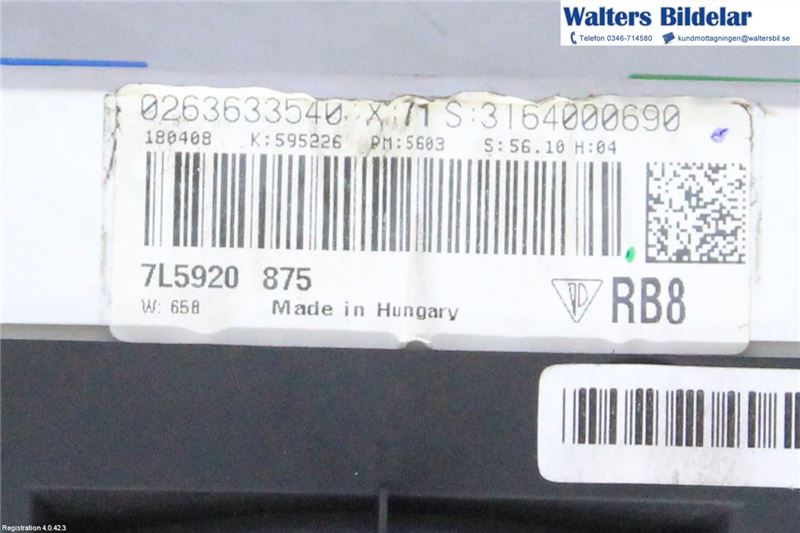 Walters Bildelar
Telefon 0346-714580 kundmottagningen@waltersbil.se
0263633540 X 71 S:3164000690
180408 K:595226 PM:5603 S:56.10 H:04
7L5920 875
W: 658 Made in Hungary
RB8
Registration 4.0.42.3